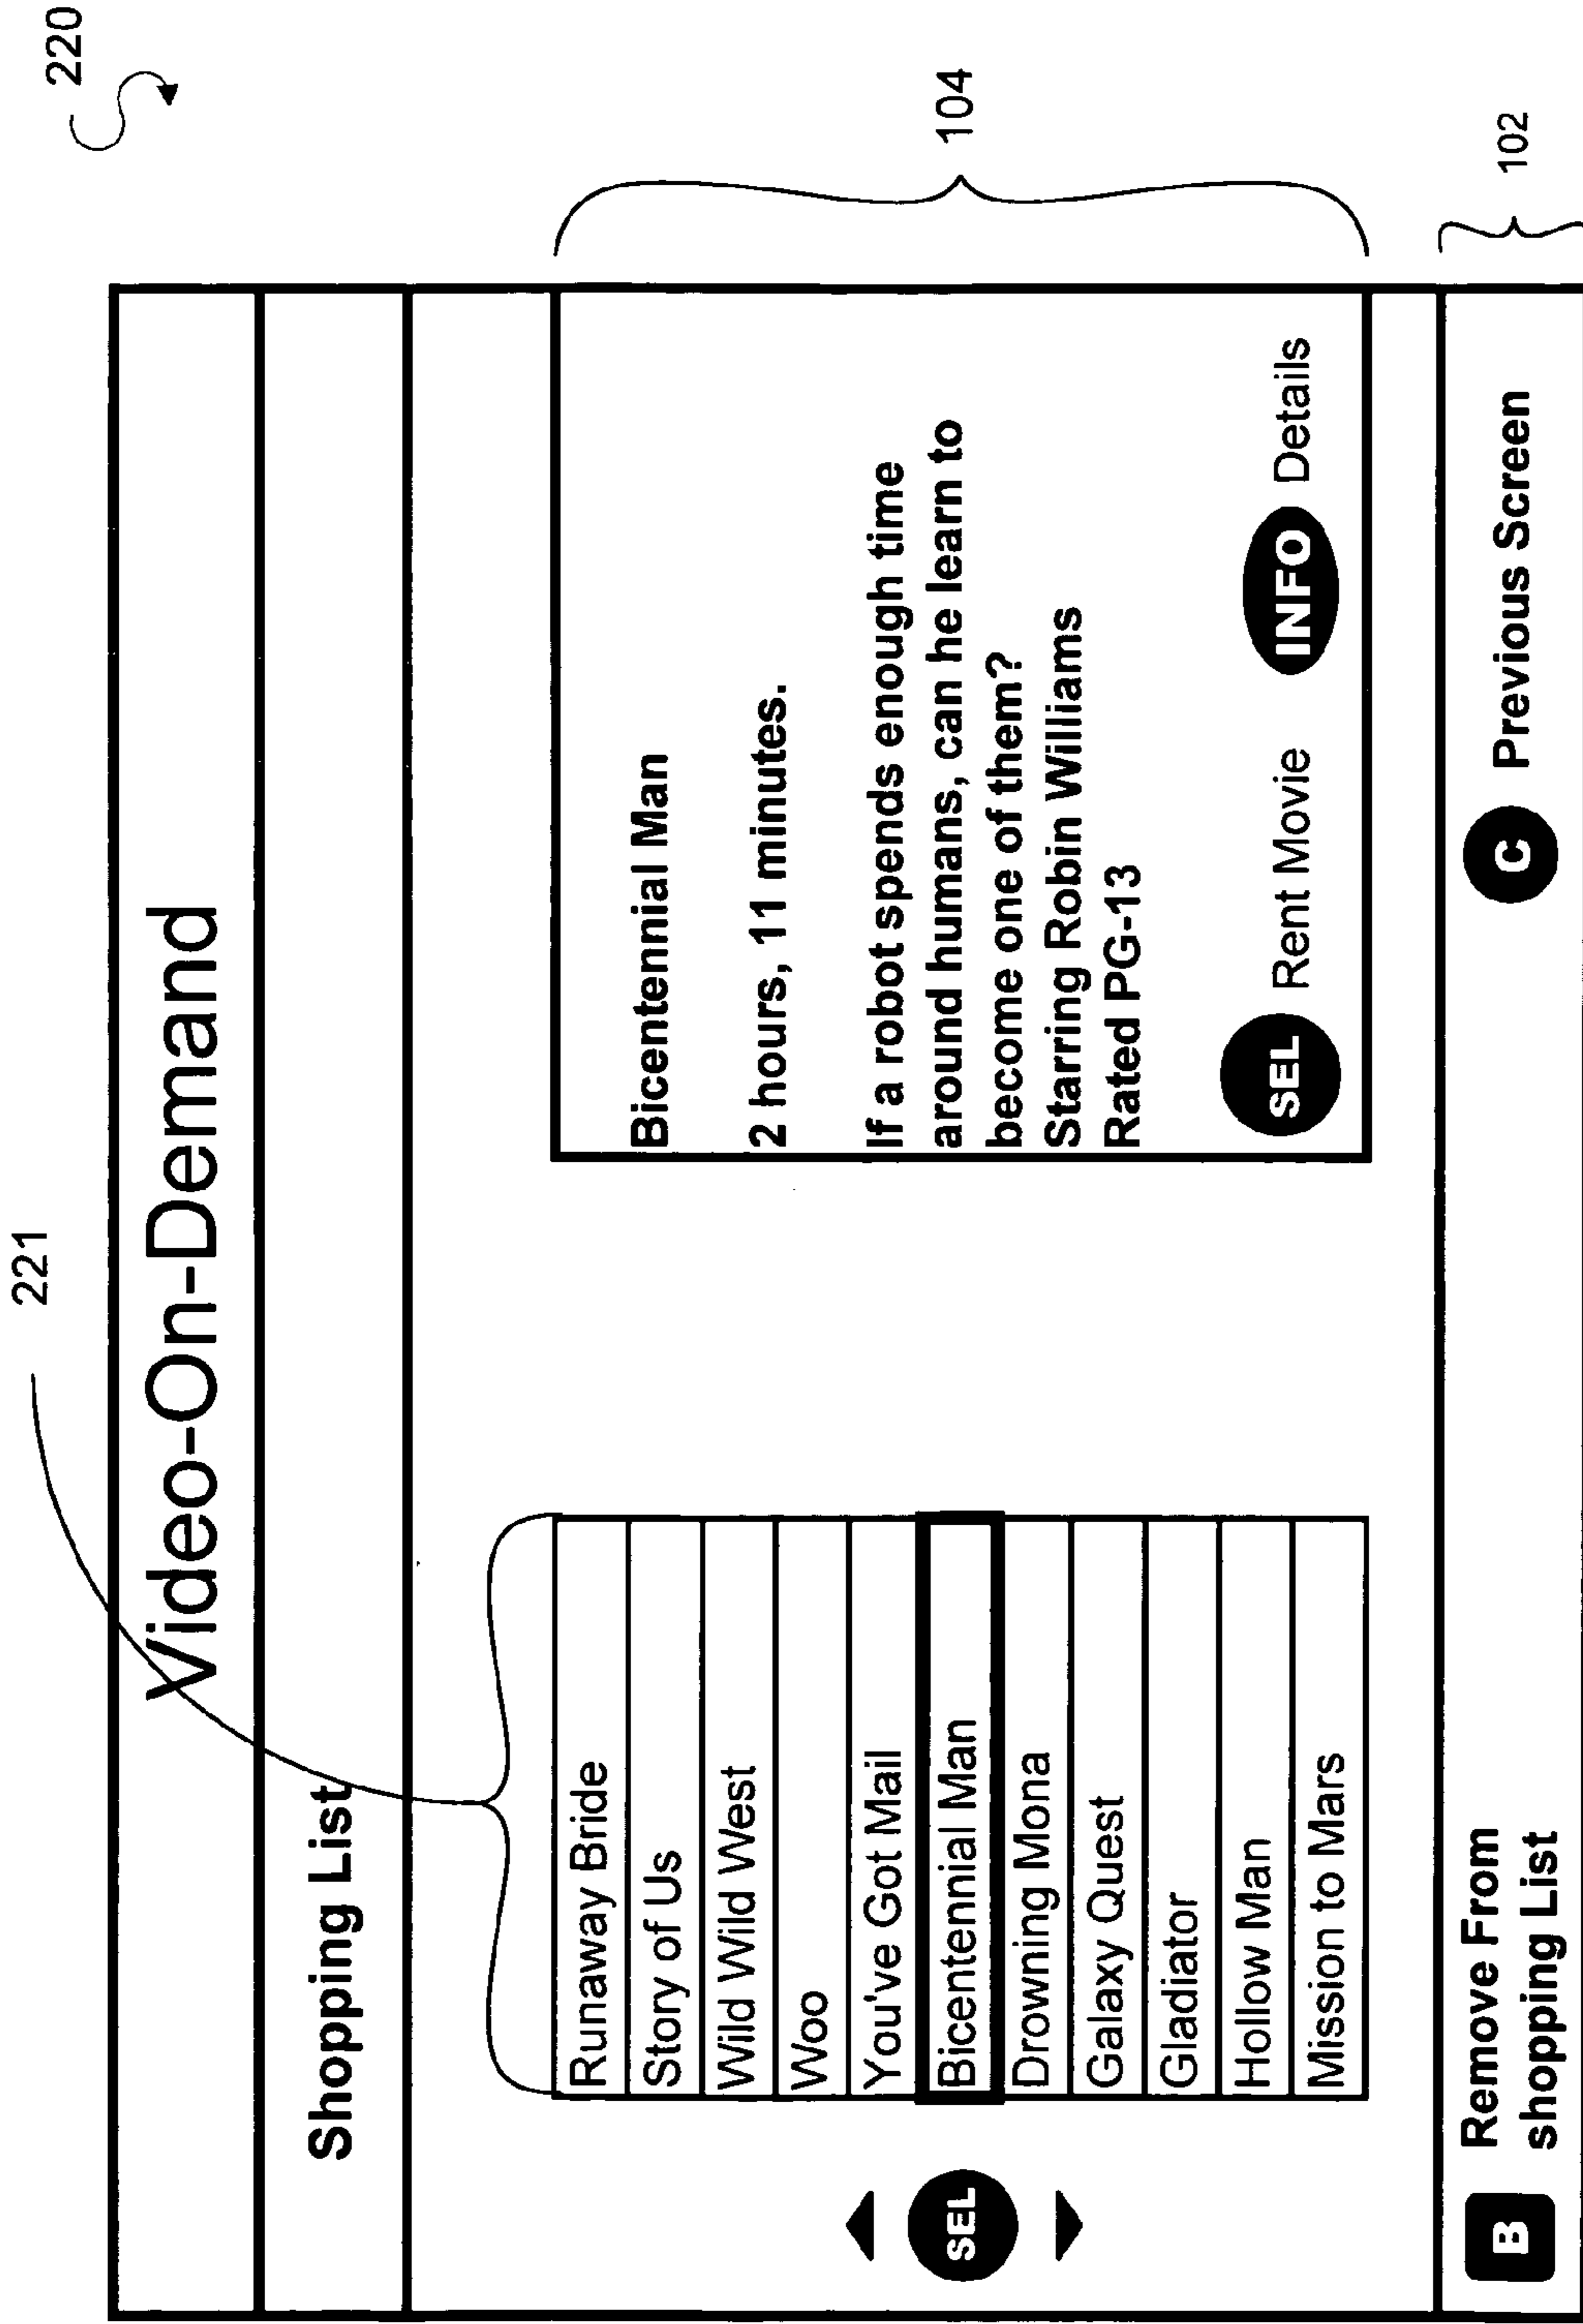 220
221
Video-On-Demand
Shopping List
Runaway Bride
Story of Us
Wild Wild West
Woo
You've Got Mail
Bicentennial Man
Drowning Mona
Galaxy Quest
Gladiator
Hollow Man
Mission to Mars
SEL
Bicentennial Man
2 hours, 11 minutes.
If a robot spends enough time
around humans, can he learn to
become one of them?
Starring Robin Williams
Rated PG-13
SEL Rent Movie INFO Details
104
B Remove From
shopping List
C Previous Screen
102